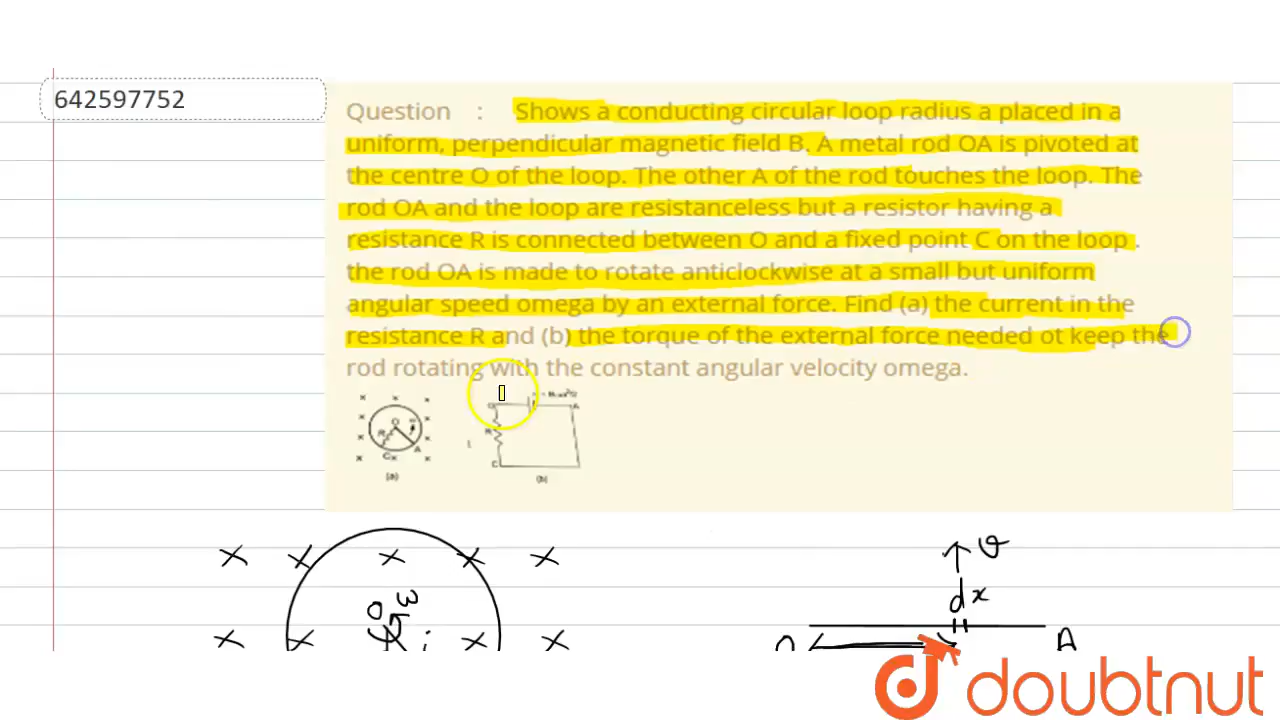 642597752
Question : Shows a conducting circular loop radius a placed in a
uniform, perpendicular magnetic field B. A metal rod OA is pivoted at
the centre O of the loop. The other A of the rod touches the loop. The
rod OA and the loop are resistanceless but a resistor having a
resistance R is connected between O and a fixed point C on the loop .
the rod OA is made to rotate anticlockwise at a small but uniform
angular speed omega by an external force. Find (a) the current in the
resistance R and (b) the torque of the external force needed ot keep the
rod rotating with the constant angular velocity omega.
x x x
x x
O
x R x
A
x C x x
(a)
A
R
C
(b)
x x x x x
v
dx
ω
O
x x i x x
A
doubtnut